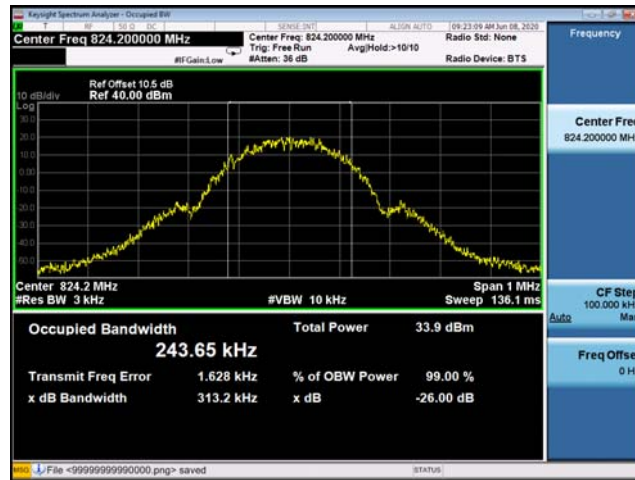 Keysight Spectrum Analyzer - Occupied BW
T RF 50 Ω DC SENSE:INT ALIGN AUTO 09:23:09 AM Jun 08, 2020
Center Freq 824.200000 MHz
Center Freq: 824.200000 MHz
Radio Std: None
Trig: Free Run Avg|Hold:>10/10
#IFGain:Low
#Atten: 36 dB
Radio Device: BTS
Frequency
Ref Offset 10.5 dB
10 dB/div Ref 40.00 dBm
Log
30.0
20.0
10.0
0.00
-10.0
-20.0
-30.0
-40.0
-50.0
Center Fre
824.200000 MH
Center 824.2 MHz
Span 1 MHz
#Res BW 3 kHz
#VBW 10 kHz
Sweep 136.1 ms
CF Step
100.000 kH
Auto Ma
Occupied Bandwidth
Total Power 33.9 dBm
243.65 kHz
Transmit Freq Error 1.628 kHz
% of OBW Power 99.00 %
x dB Bandwidth 313.2 kHz
x dB -26.00 dB
Freq Offse
0 H
MSG File <99999999990000.png> saved
STATUS